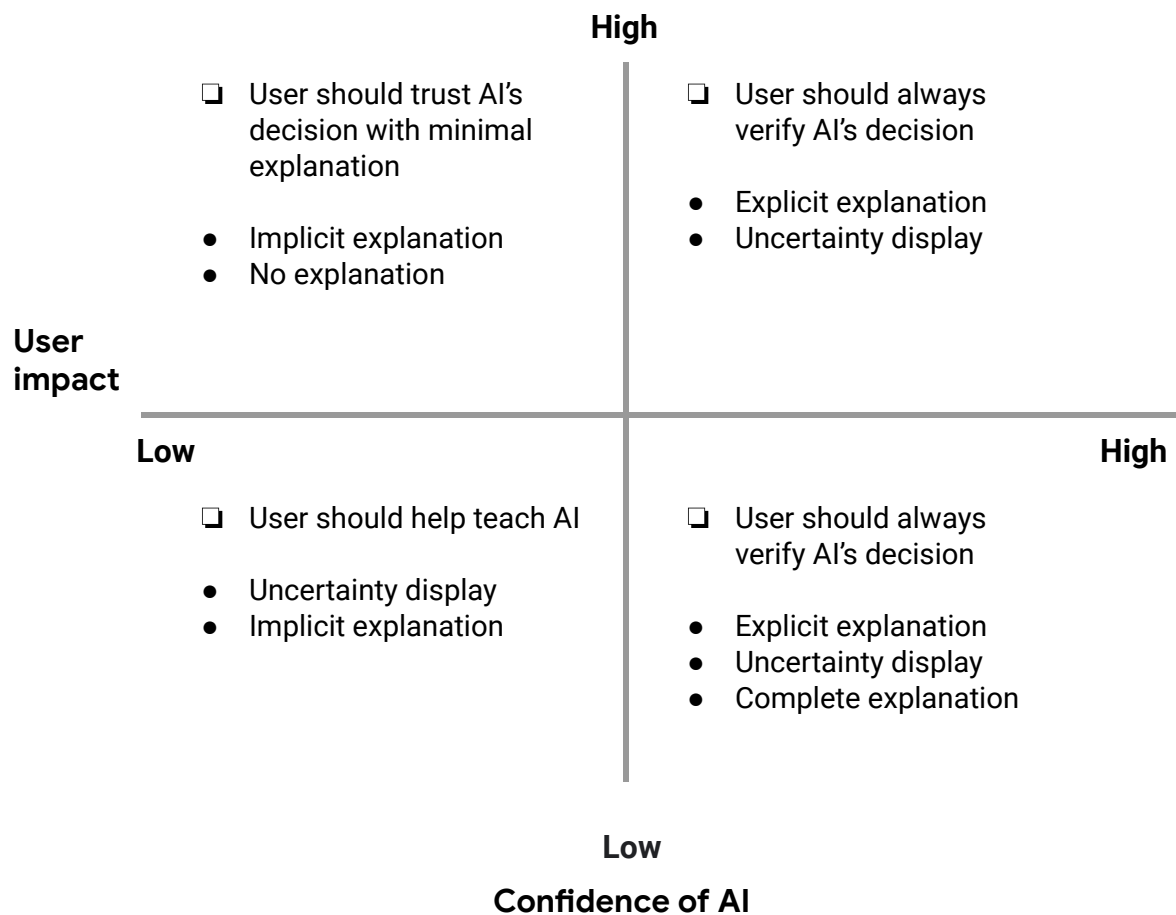 High
❏ User should trust AI's
decision with minimal
explanation
● Implicit explanation
● No explanation
❏ User should always
verify AI's decision
● Explicit explanation
● Uncertainty display
User
impact
Low
High
❏ User should help teach AI
● Uncertainty display
● Implicit explanation
❏ User should always
verify AI's decision
● Explicit explanation
● Uncertainty display
● Complete explanation
Low
Confidence of AI